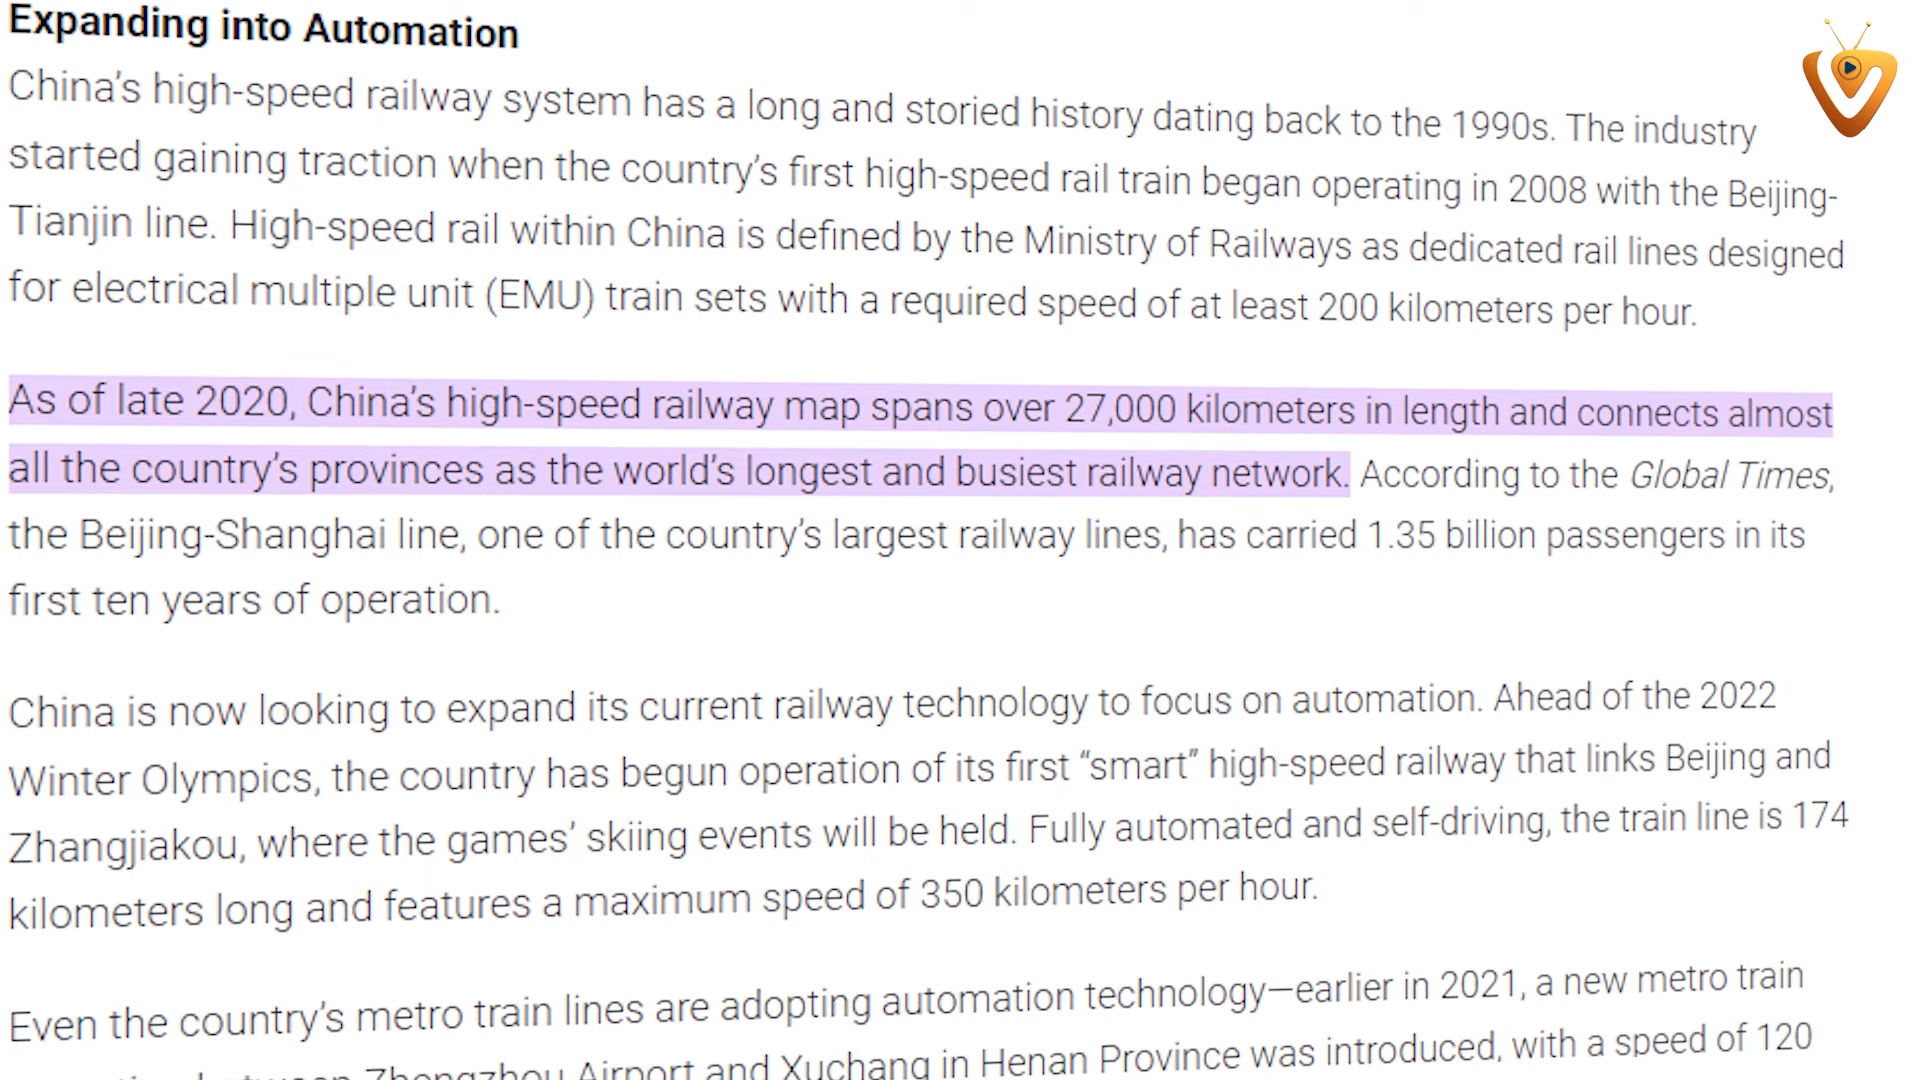 Expanding into Automation
China’s high-speed railway system has a long and storied history dating back to the 1990s. The industry
started gaining traction when the country’s first high-speed rail train began operating in 2008 with the Beijing-
Tianjin line. High-speed rail within China is defined by the Ministry of Railways as dedicated rail lines designed
for electrical multiple unit (EMU) train sets with a required speed of at least 200 kilometers per hour.
As of late 2020, China’s high-speed railway map spans over 27,000 kilometers in length and connects almost
all the country’s provinces as the world’s longest and busiest railway network. According to the Global Times,
the Beijing-Shanghai line, one of the country’s largest railway lines, has carried 1.35 billion passengers in its
first ten years of operation.
China is now looking to expand its current railway technology to focus on automation. Ahead of the 2022
Winter Olympics, the country has begun operation of its first “smart” high-speed railway that links Beijing and
Zhangjiakou, where the games’ skiing events will be held. Fully automated and self-driving, the train line is 174
kilometers long and features a maximum speed of 350 kilometers per hour.
Even the country’s metro train lines are adopting automation technology—earlier in 2021, a new metro train
between Zhengzhou Airport and Xuchang in Henan Province was introduced, with a speed of 120